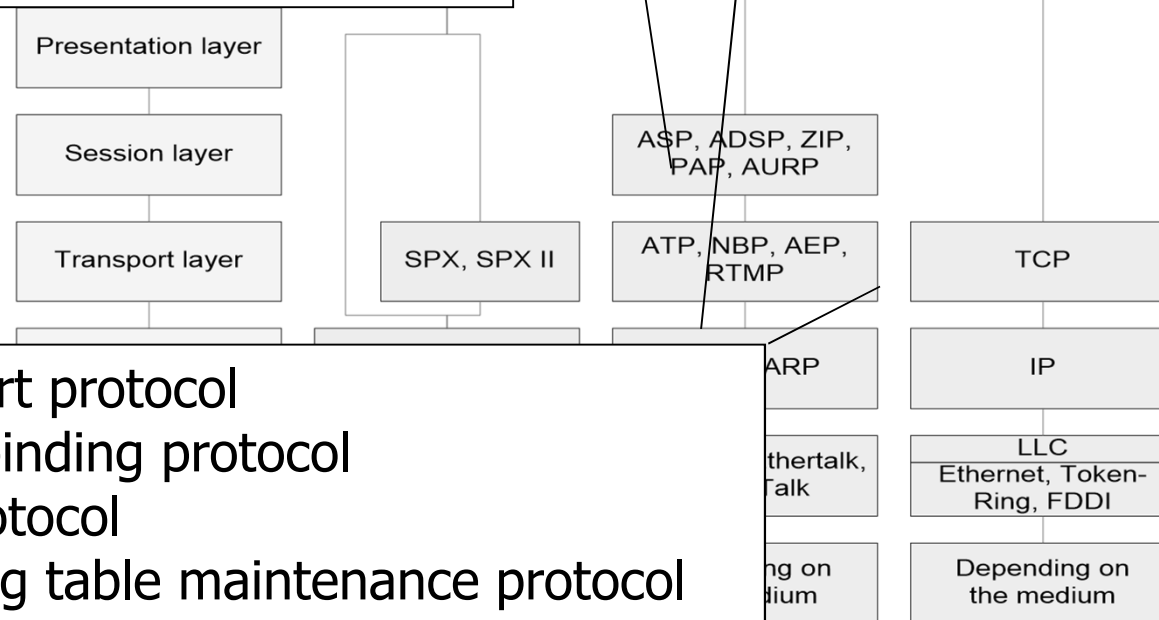 Presentation layer
Session layer
ASP, ADSP, ZIP,
PAP, AURP
Transport layer
SPX, SPX II
ATP, NBP, AEP,
RTMP
TCP
ARP
IP
rt protocol
inding protocol
otocol
g table maintenance protocol
thertalk,
Talk
LLC
Ethernet, Token-
Ring, FDDI
ng on
dium
Depending on
the medium